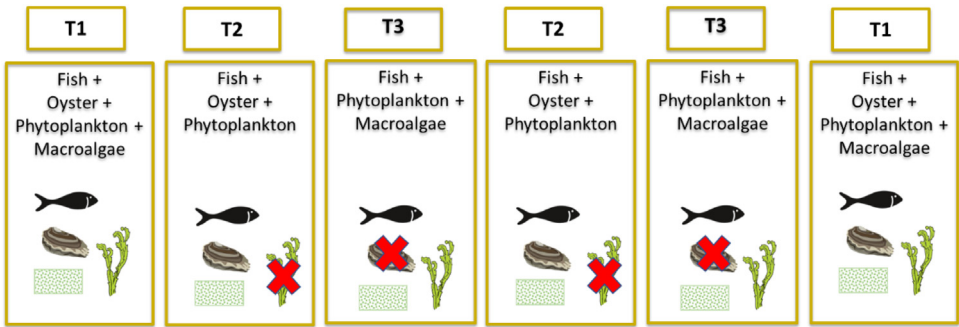 T1
T2
T3
T2
T3
T1
Fish +
Oyster +
Phytoplankton +
Macroalgae
Fish +
Oyster +
Phytoplankton
Fish +
Phytoplankton +
Macroalgae
Fish +
Oyster +
Phytoplankton
Fish +
Phytoplankton +
Macroalgae
Fish +
Oyster +
Phytoplankton +
Macroalgae